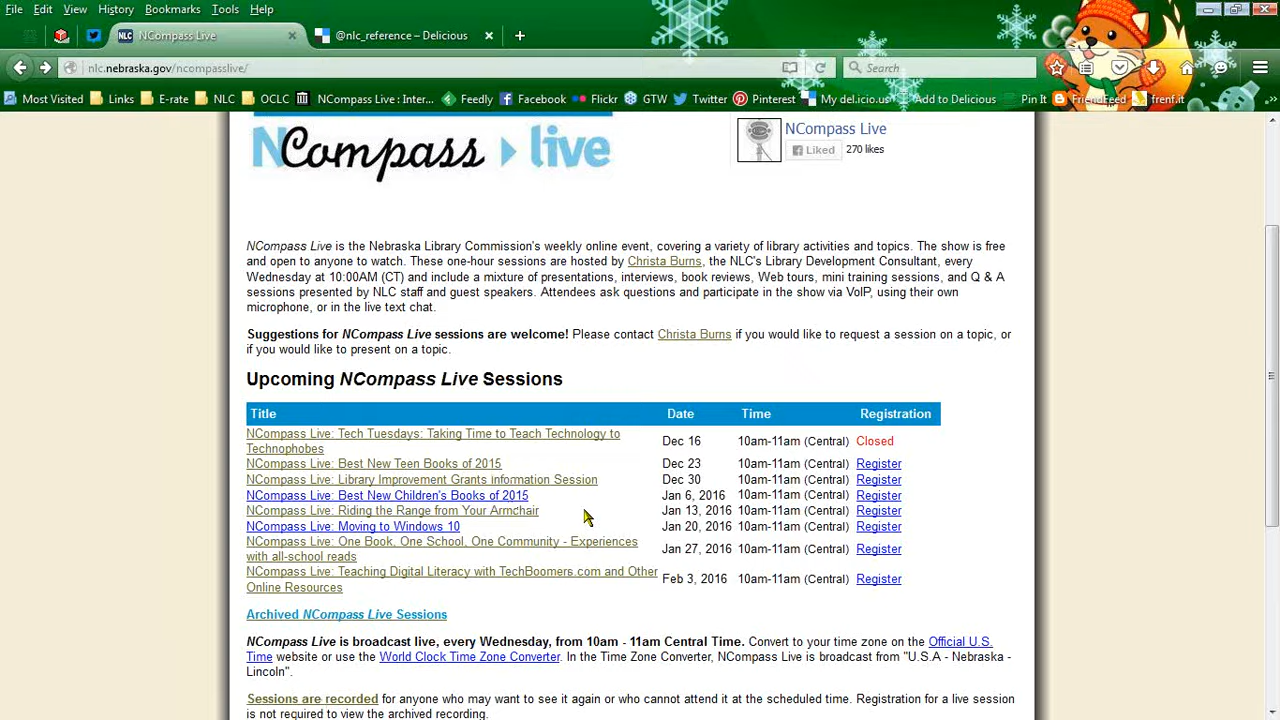 File Edit View History Bookmarks Tools Help
NCompass Live @nlc_reference – Delicious
nlc.nebraska.gov/ncompasslive/ Search
Most Visited Links E-rate NLC OCLC NCompass Live : Inter... Feedly Facebook Flickr GTW Twitter Pinterest My del.icio.us Add to Delicious Pin It FriendFeed frenf.it
NCompass live
NCompass Live
Liked 270 likes
NCompass Live is the Nebraska Library Commission's weekly online event, covering a variety of library activities and topics. The show is free
and open to anyone to watch. These one-hour sessions are hosted by Christa Burns, the NLC's Library Development Consultant, every
Wednesday at 10:00AM (CT) and include a mixture of presentations, interviews, book reviews, Web tours, mini training sessions, and Q & A
sessions presented by NLC staff and guest speakers. Attendees ask questions and participate in the show via VoIP, using their own
microphone, or in the live text chat.
Suggestions for NCompass Live sessions are welcome! Please contact Christa Burns if you would like to request a session on a topic, or
if you would like to present on a topic.
Upcoming NCompass Live Sessions
Title Date Time Registration
NCompass Live: Tech Tuesdays: Taking Time to Teach Technology to
Technophobes Dec 16 10am-11am (Central) Closed
NCompass Live: Best New Teen Books of 2015 Dec 23 10am-11am (Central) Register
NCompass Live: Library Improvement Grants information Session Dec 30 10am-11am (Central) Register
NCompass Live: Best New Children's Books of 2015 Jan 6, 2016 10am-11am (Central) Register
NCompass Live: Riding the Range from Your Armchair Jan 13, 2016 10am-11am (Central) Register
NCompass Live: Moving to Windows 10 Jan 20, 2016 10am-11am (Central) Register
NCompass Live: One Book, One School, One Community - Experiences
with all-school reads Jan 27, 2016 10am-11am (Central) Register
NCompass Live: Teaching Digital Literacy with TechBoomers.com and Other
Online Resources Feb 3, 2016 10am-11am (Central) Register
Archived NCompass Live Sessions
NCompass Live is broadcast live, every Wednesday, from 10am - 11am Central Time. Convert to your time zone on the Official U.S.
Time website or use the World Clock Time Zone Converter. In the Time Zone Converter, NCompass Live is broadcast from "U.S.A - Nebraska -
Lincoln".
Sessions are recorded for anyone who may want to see it again or who cannot attend it at the scheduled time. Registration for a live session
is not required to view the archived recording.